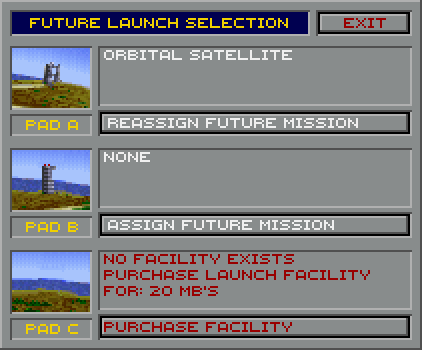 FUTURE LAUNCH SELECTION
EXIT
ORBITAL SATELLITE
PAD A
REASSIGN FUTURE MISSION
NONE
PAD B
ASSIGN FUTURE MISSION
NO FACILITY EXISTS
PURCHASE LAUNCH FACILITY
FOR: 20 MB'S
PAD C
PURCHASE FACILITY